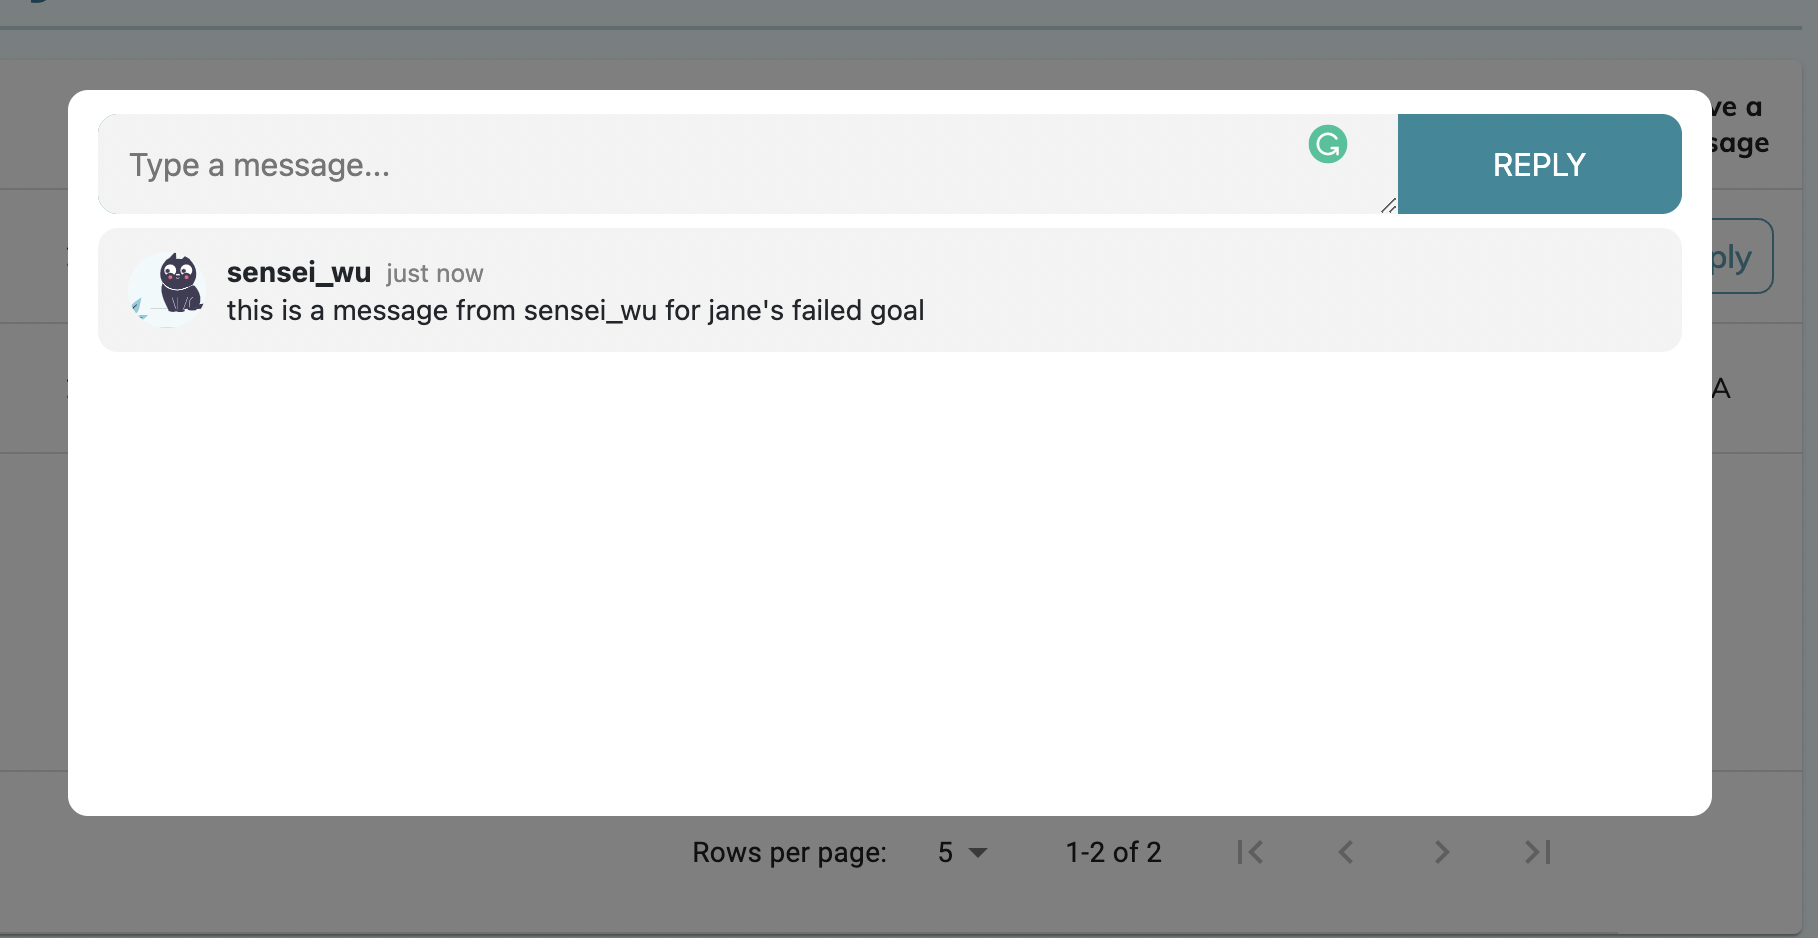 ve a
sage
Type a message...
REPLY
sensei_wu just now
this is a message from sensei_wu for jane's failed goal
ply
A
Rows per page: 5 1-2 of 2